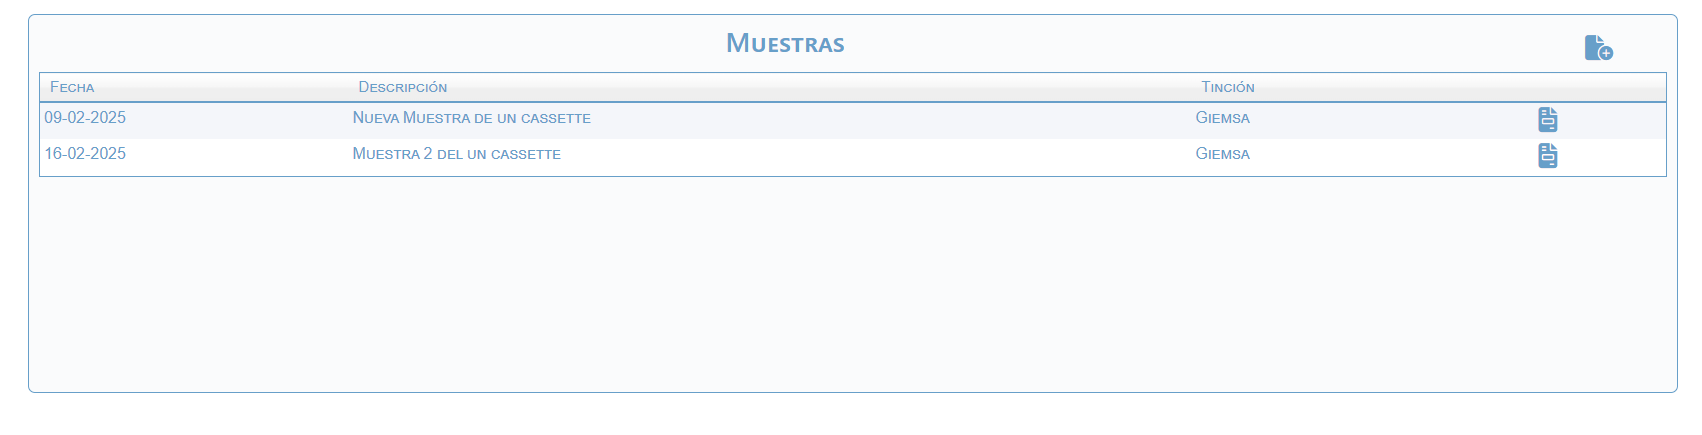 Muestras
Fecha Descripción Tinción
09-02-2025 Nueva Muestra de un cassette Giemsa
16-02-2025 Muestra 2 del un cassette Giemsa